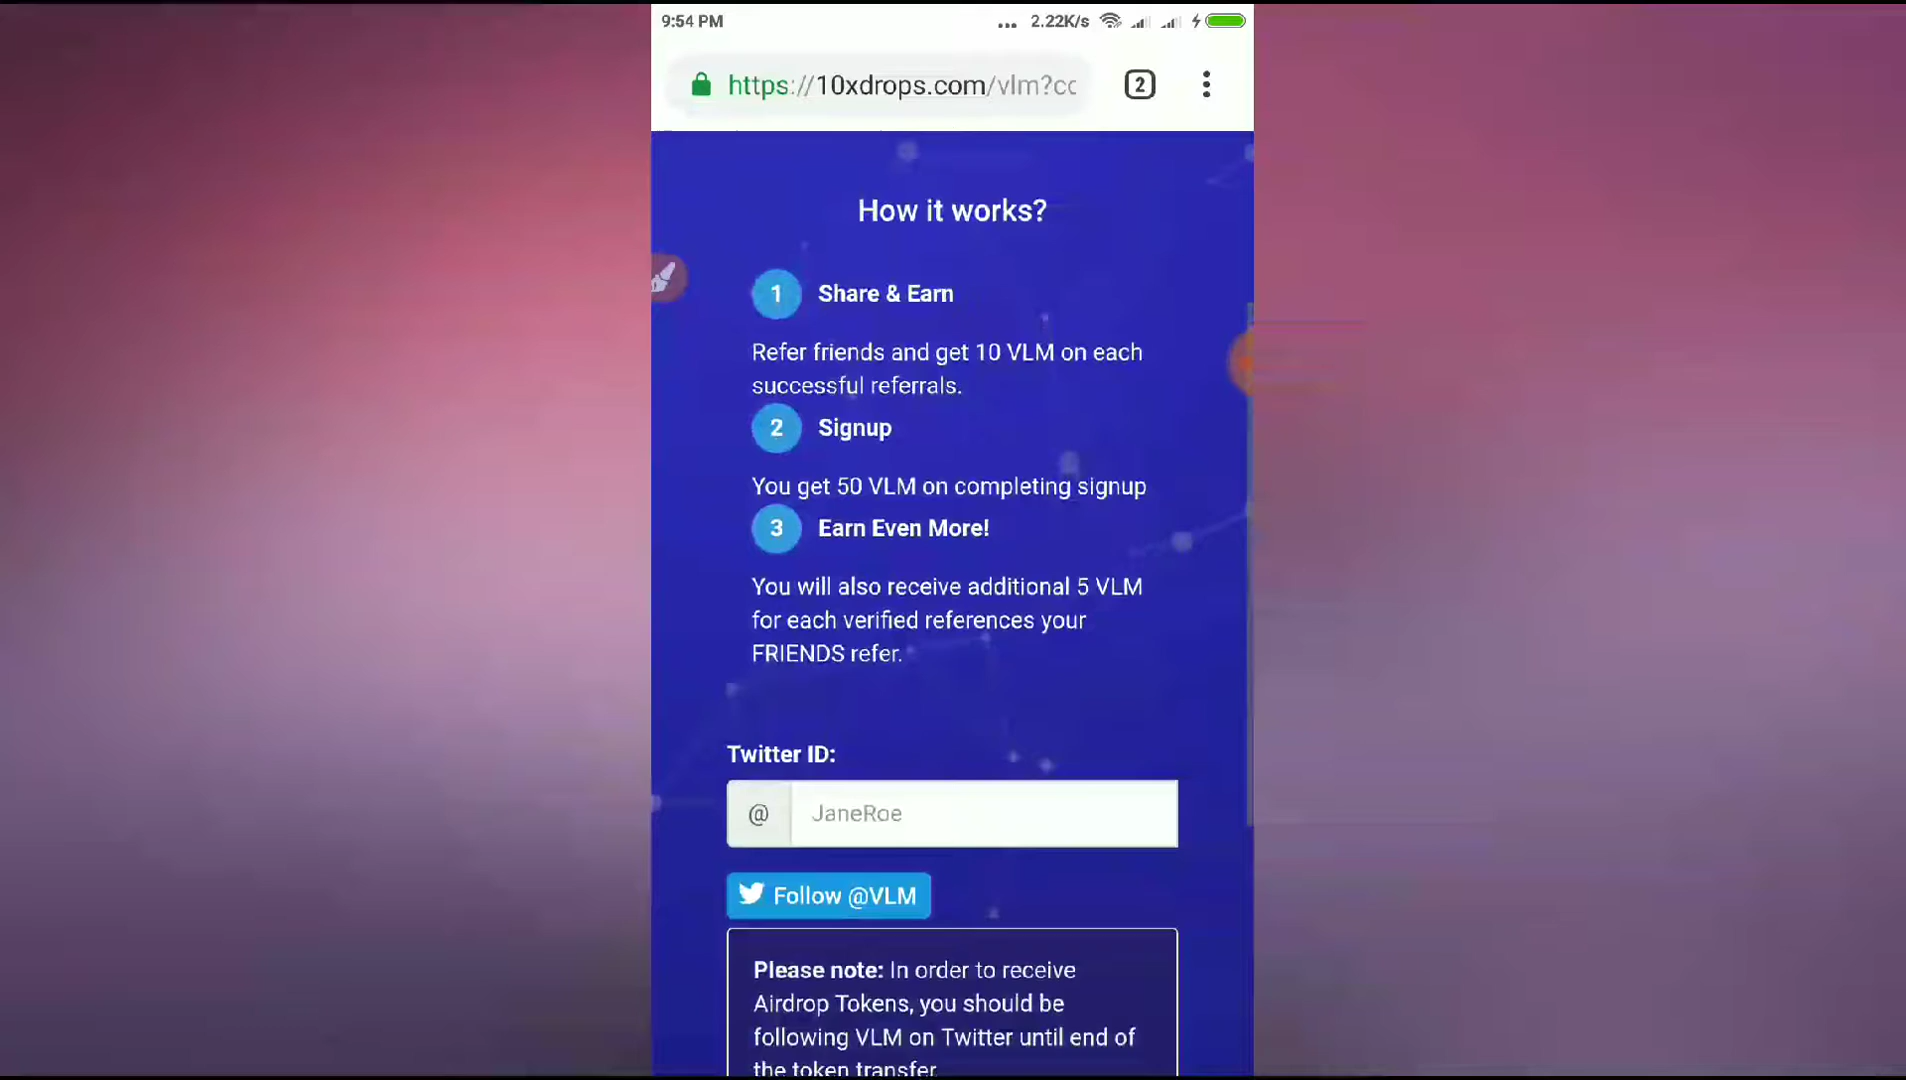 9:54 PM
... 2.22K/s
https://10xdrops.com/vlm?cc
2
How it works?
1 Share & Earn
Refer friends and get 10 VLM on each
successful referrals.
2 Signup
You get 50 VLM on completing signup
3 Earn Even More!
You will also receive additional 5 VLM
for each verified references your
FRIENDS refer.
Twitter ID:
@ JaneRoe
Follow @VLM
Please note: In order to receive
Airdrop Tokens, you should be
following VLM on Twitter until end of
the token transfer.